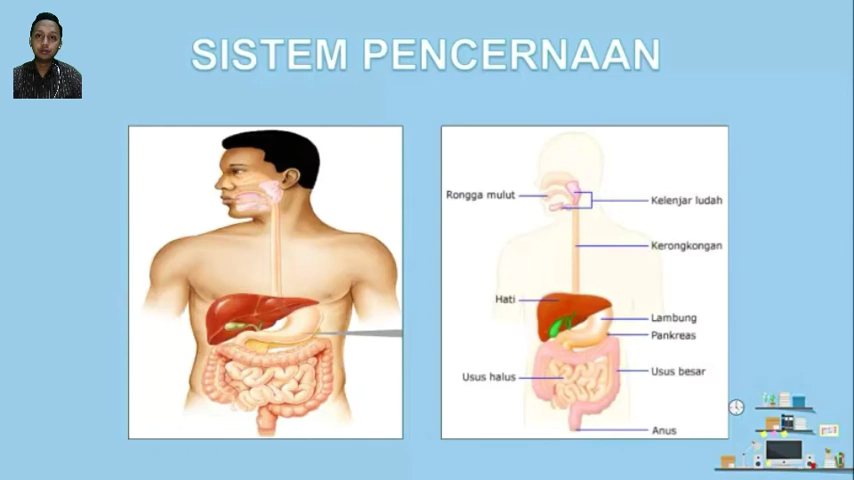 SISTEM PENCERNAAN
Rongga mulut
Kelenjar ludah
Kerongkongan
Hati
Lambung
Pankreas
Usus halus
Usus besar
Anus